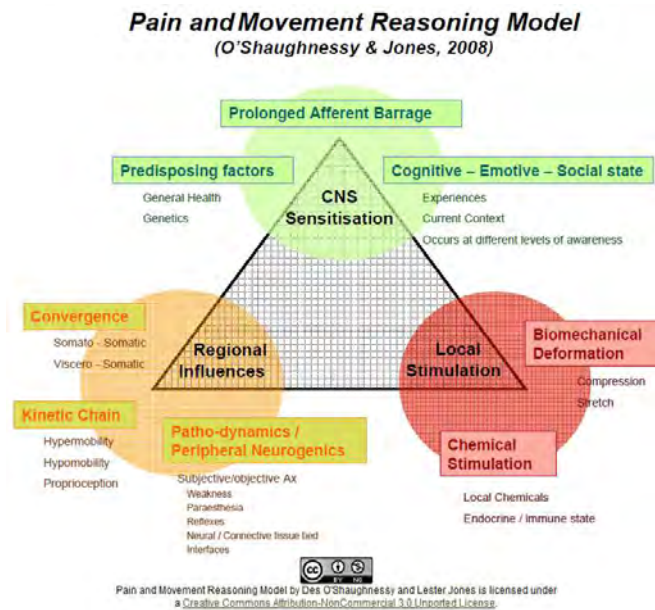 Pain and Movement Reasoning Model
(O'Shaughnessy & Jones, 2008)
Prolonged Afferent Barrage
Predisposing factors
General Health
Genetics
Cognitive – Emotive – Social state
Experiences
Current Context
Occurs at different levels of awareness
CNS
Sensitisation
Convergence
Somato - Somatic
Viscero - Somatic
Regional
Influences
Local
Stimulation
Biomechanical
Deformation
Compression
Stretch
Kinetic Chain
Hypermobility
Hypomobility
Proprioception
Patho-dynamics /
Peripheral Neurogenics
Subjective/objective Ax
Weakness
Paraesthesia
Reflexes
Neural / Connective tissue tied
Interfaces
Chemical
Stimulation
Local Chemicals
Endocrine / immune state
cc
BY NC
Pain and Movement Reasoning Model by Des O'Shaughnessy and Lester Jones is licensed under
a Creative Commons Attribution-NonCommercial 3.0 Unported License.